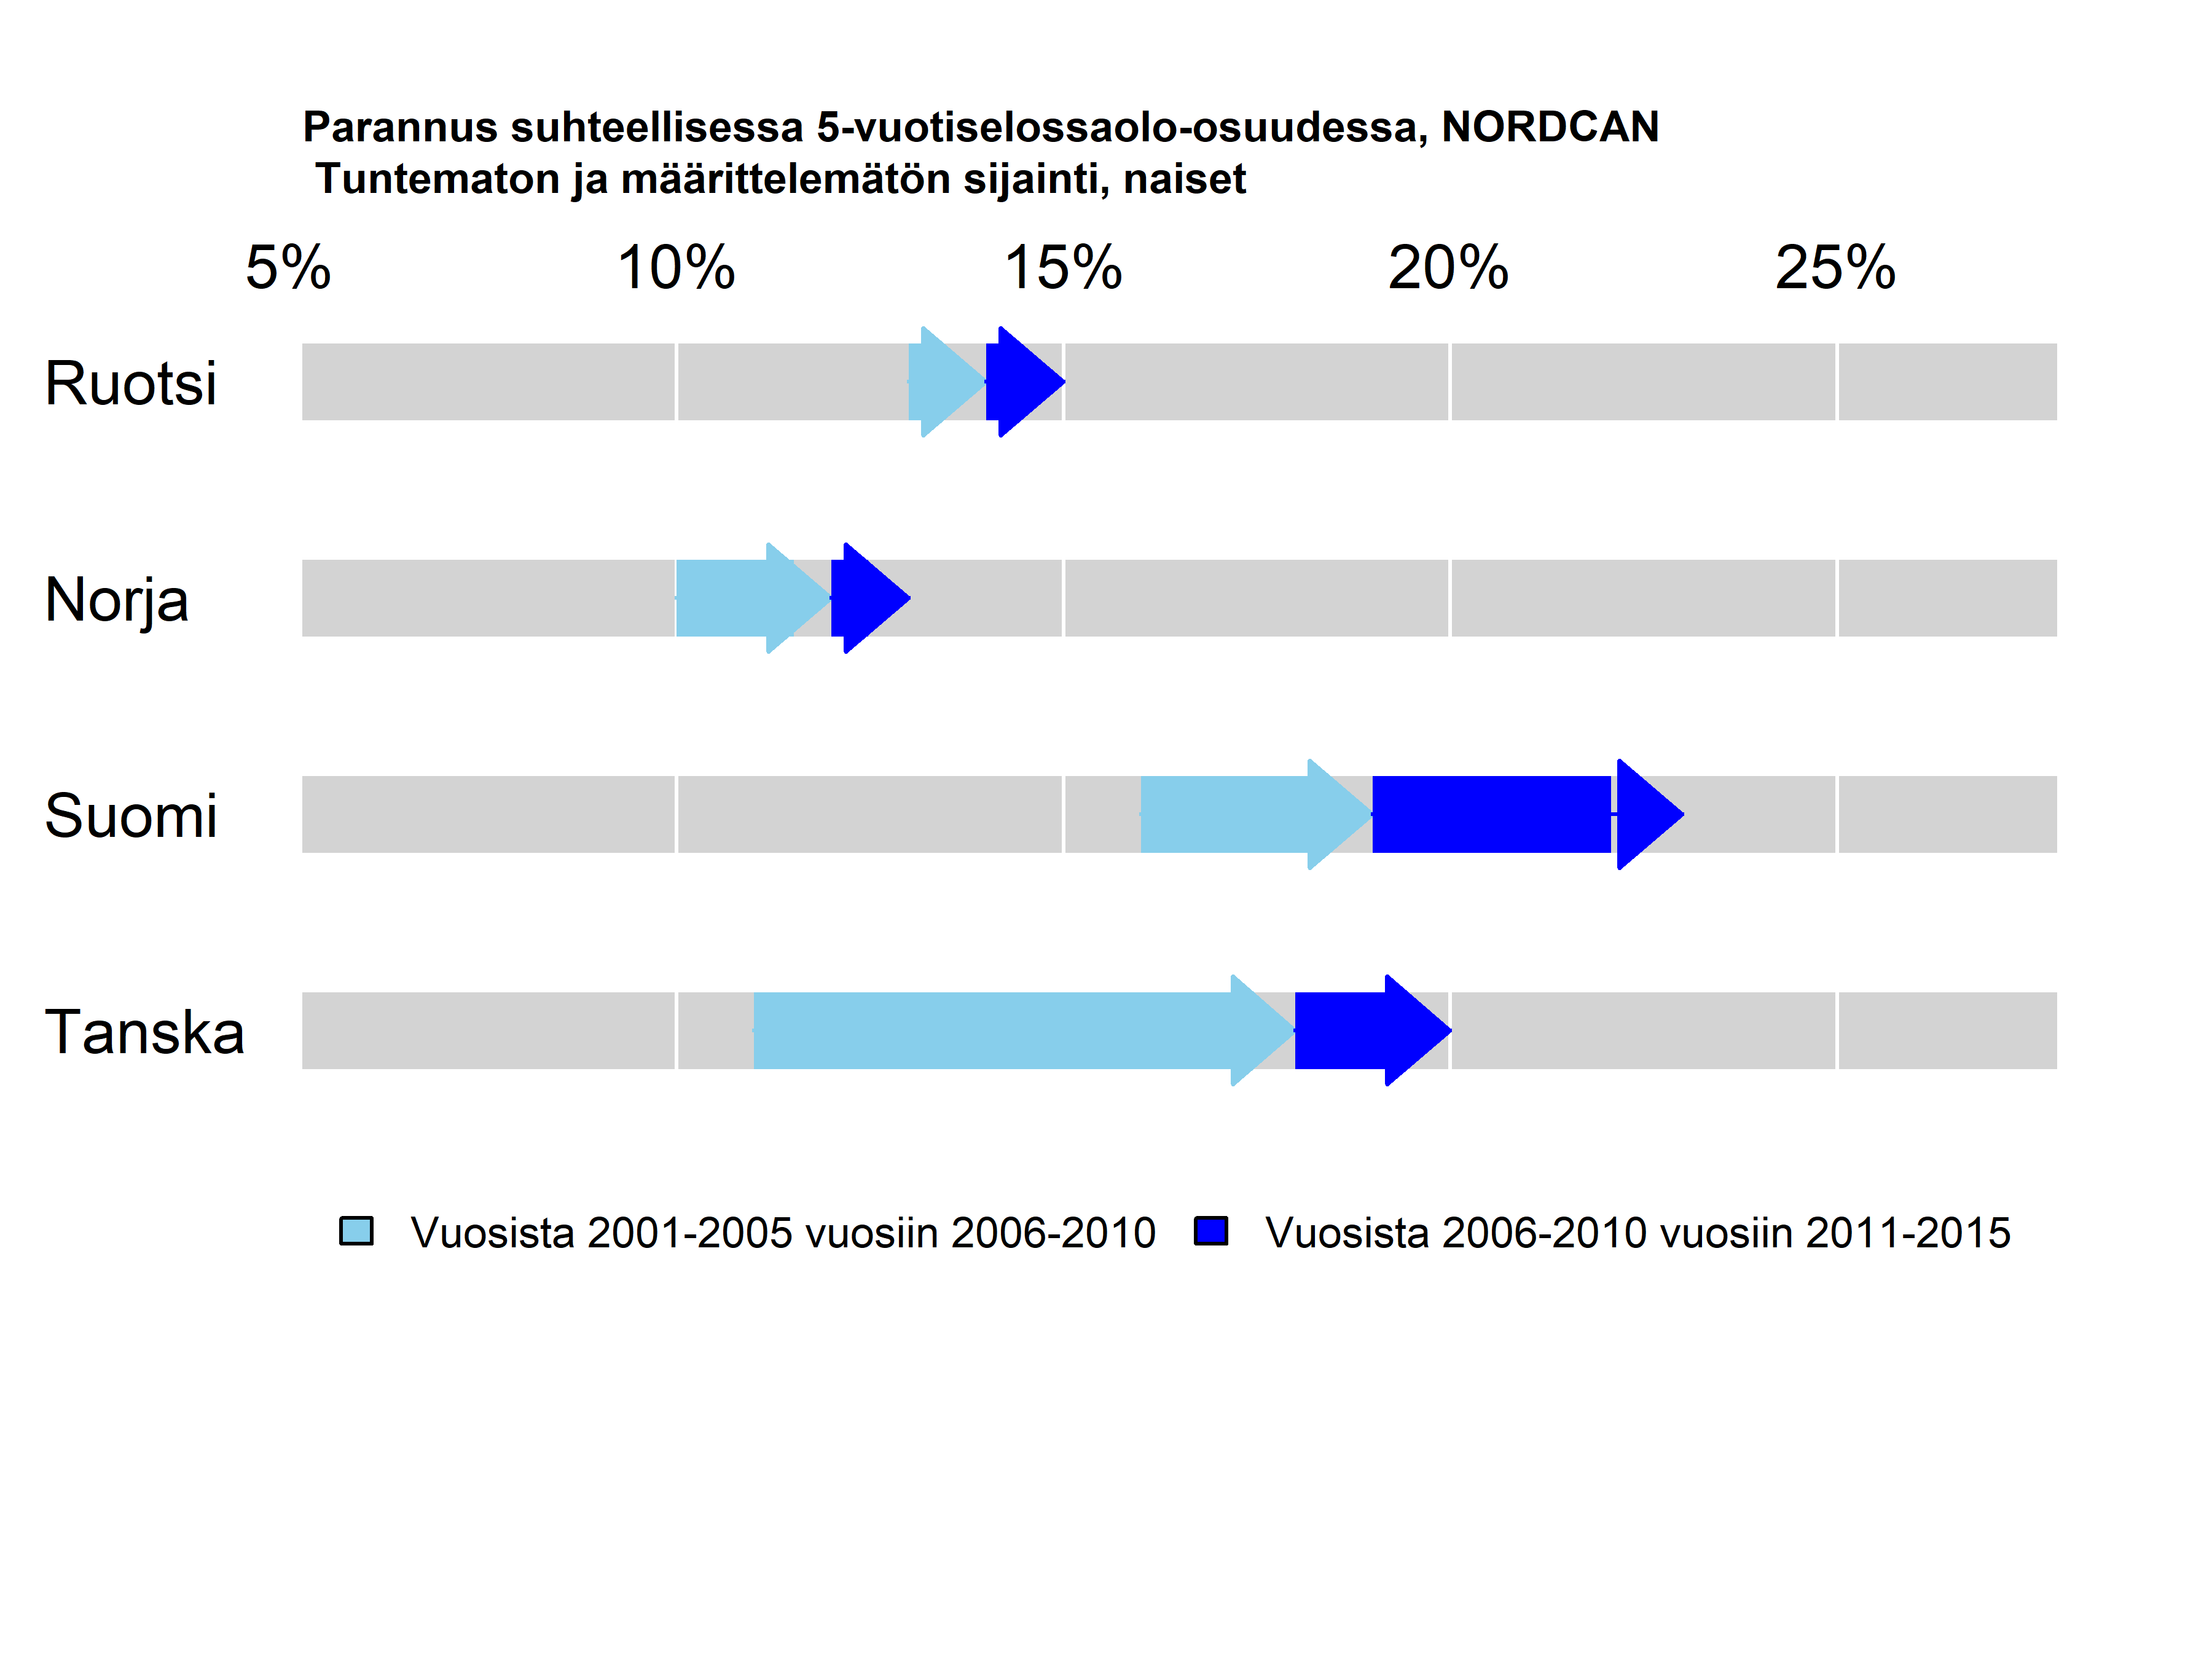 Parannus suhteellisessa 5-vuotiselossaolo-osuudessa, NORDCAN
Tuntematon ja määrittelemätön sijainti, naiset
5% 10% 15% 20% 25%
Ruotsi
Norja
Suomi
Tanska
Vuosista 2001-2005 vuosiin 2006-2010 Vuosista 2006-2010 vuosiin 2011-2015